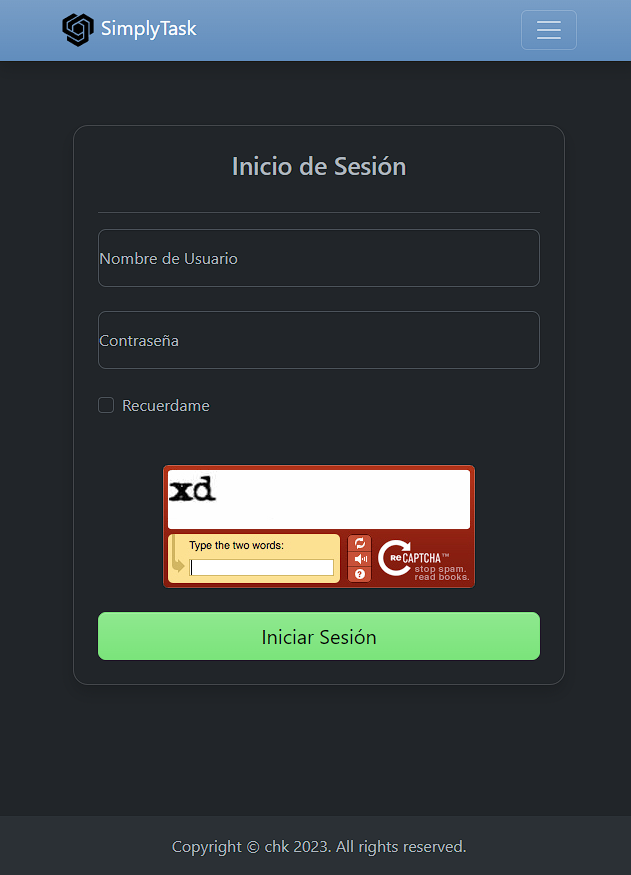 SimplyTask
Inicio de Sesión
Nombre de Usuario
Contraseña
Recuerdame
xd
Type the two words:
reCAPTCHA™
stop spam.
read books.
Iniciar Sesión
Copyright © chk 2023. All rights reserved.